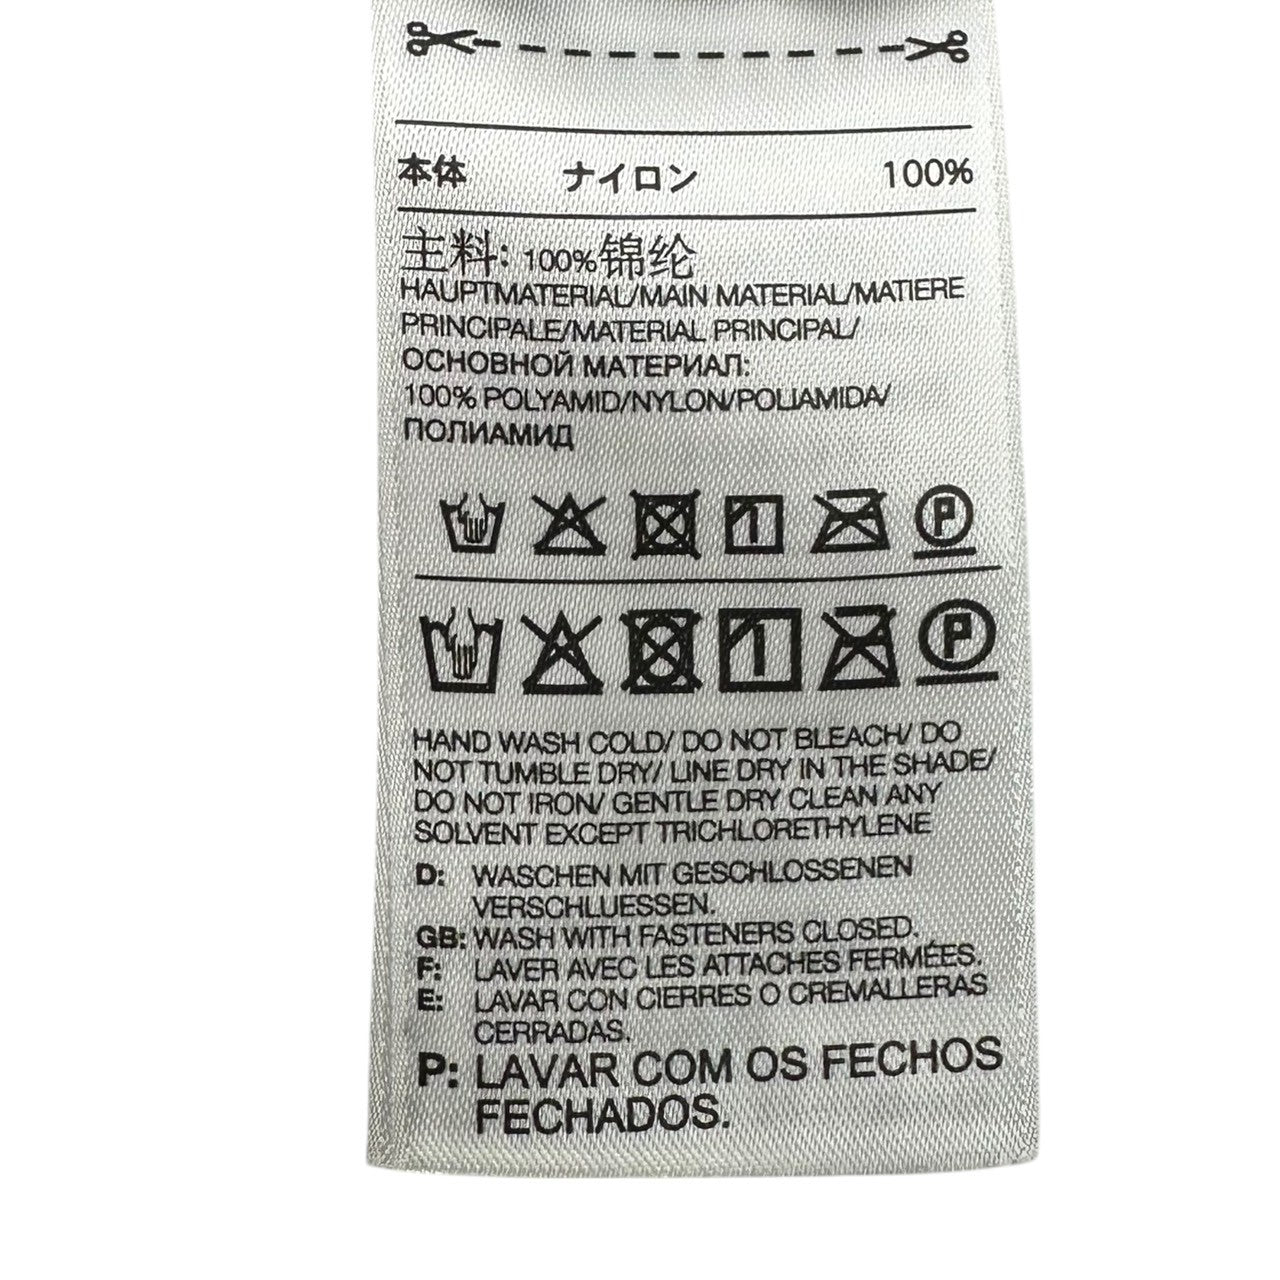 本体 ナイロン 100%
主料: 100%锦纶
HAUPTMATERIAL/MAIN MATERIAL/MATIERE
PRINCIPALE/MATERIAL PRINCIPAL/
ОСНОВНОЙ МАТЕРИАЛ:
100% POLYAMID/NYLON/POLIAMIDA/
ПОЛИАМИД
P
P
HAND WASH COLD/ DO NOT BLEACH/ DO
NOT TUMBLE DRY/ LINE DRY IN THE SHADE/
DO NOT IRON/ GENTLE DRY CLEAN ANY
SOLVENT EXCEPT TRICHLORETHYLENE
D: WASCHEN MIT GESCHLOSSENEN
VERSCHLUESSEN.
GB: WASH WITH FASTENERS CLOSED.
F: LAVER AVEC LES ATTACHES FERMÉES.
E: LAVAR CON CIERRES O CREMALLERAS
CERRADAS.
P: LAVAR COM OS FECHOS
FECHADOS.